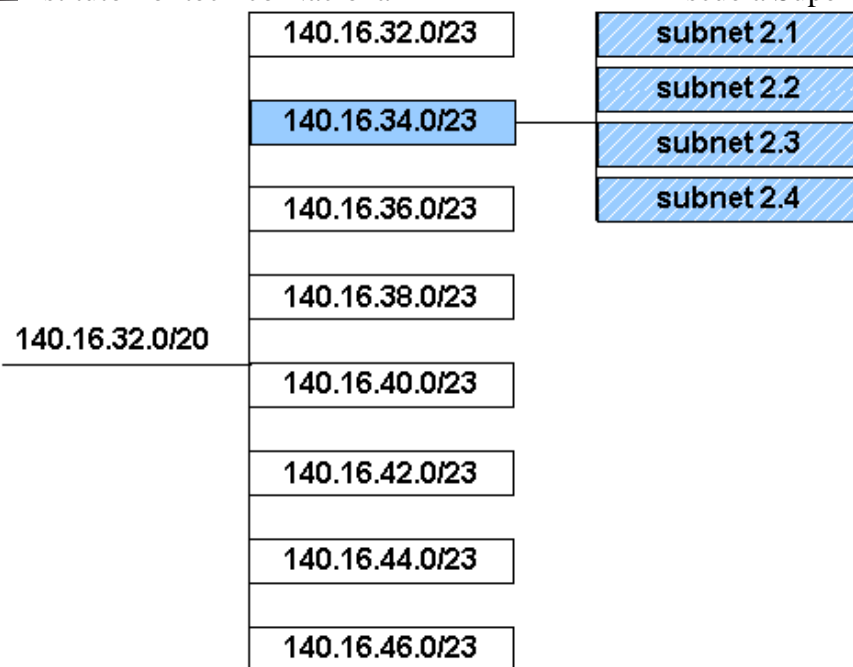 140.16.32.0/23
140.16.34.0/23
140.16.36.0/23
140.16.38.0/23
140.16.32.0/20
140.16.40.0/23
140.16.42.0/23
140.16.44.0/23
140.16.46.0/23
subnet 2.1
subnet 2.2
subnet 2.3
subnet 2.4